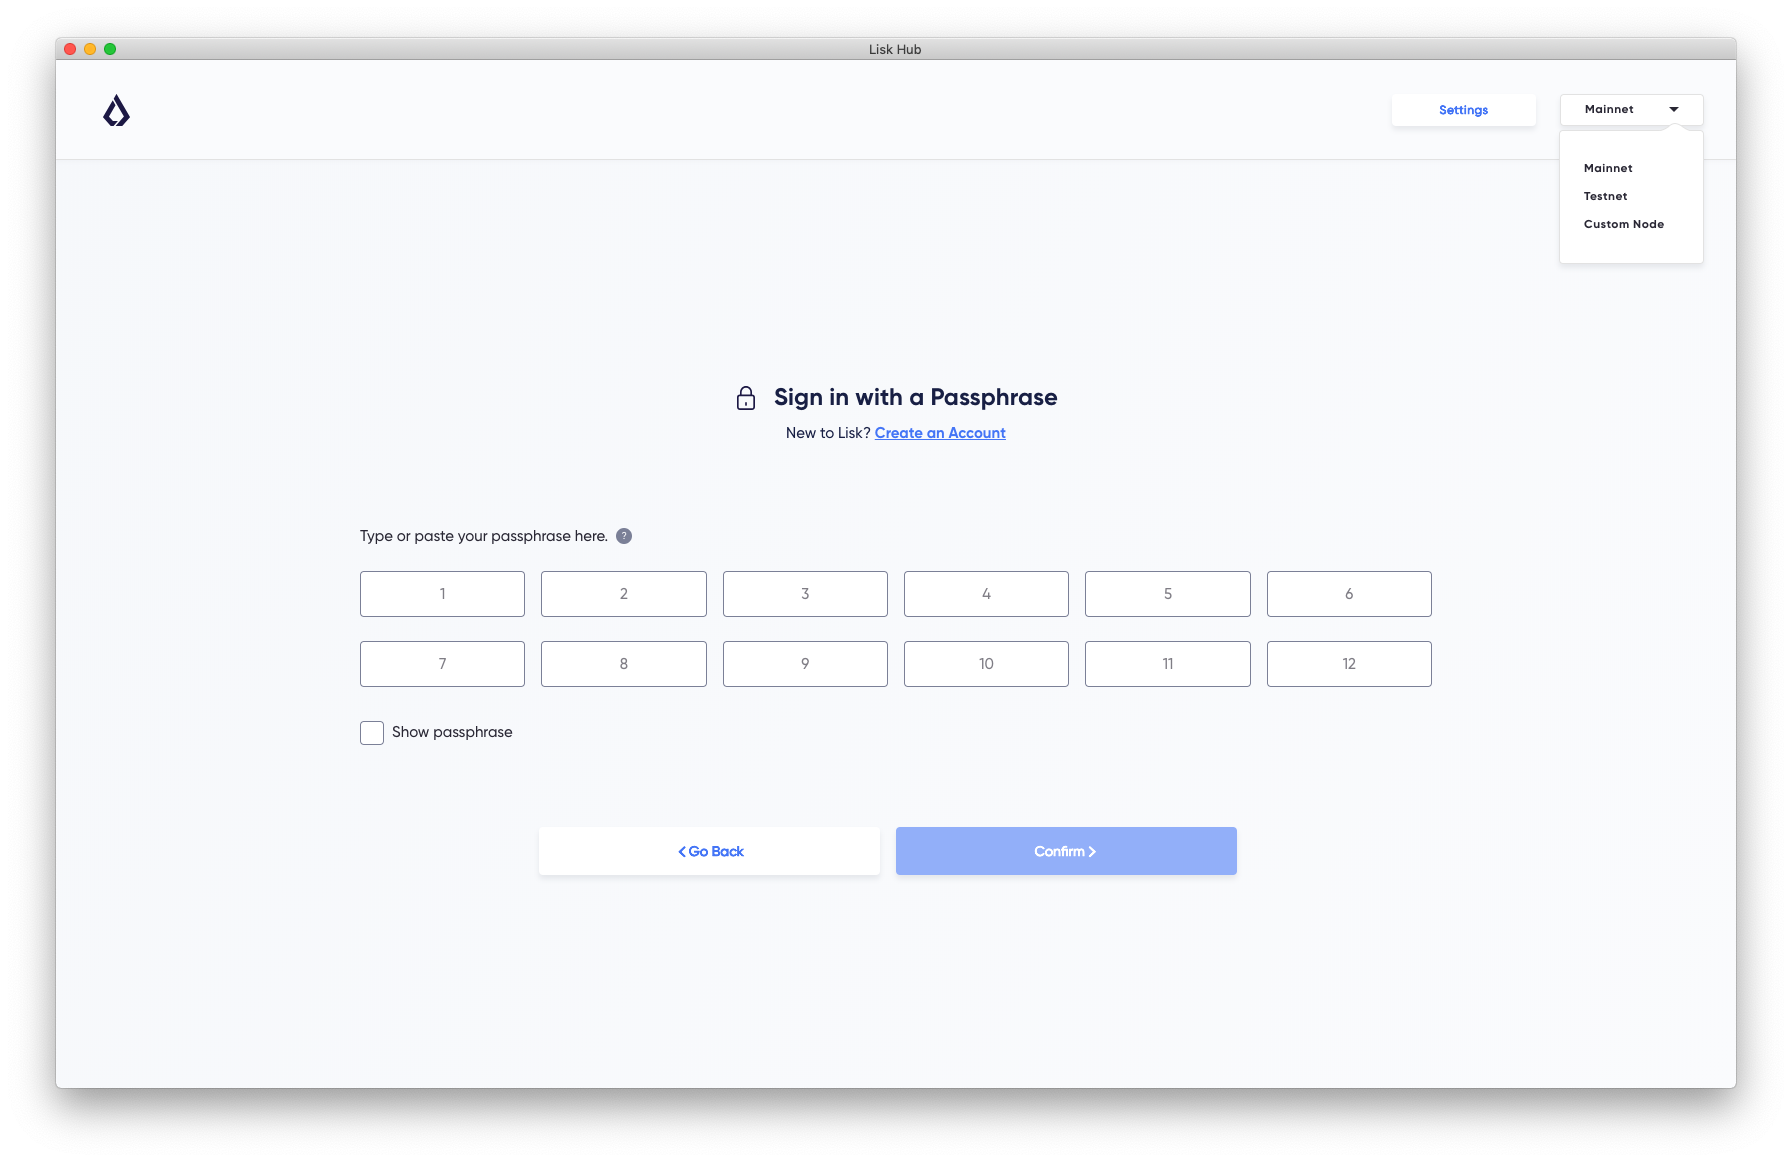 Lisk Hub
Settings
Mainnet
Mainnet
Testnet
Custom Node
Sign in with a Passphrase
New to Lisk? Create an Account
Type or paste your passphrase here. ?
1 2 3 4 5 6
7 8 9 10 11 12
Show passphrase
Go Back
Confirm